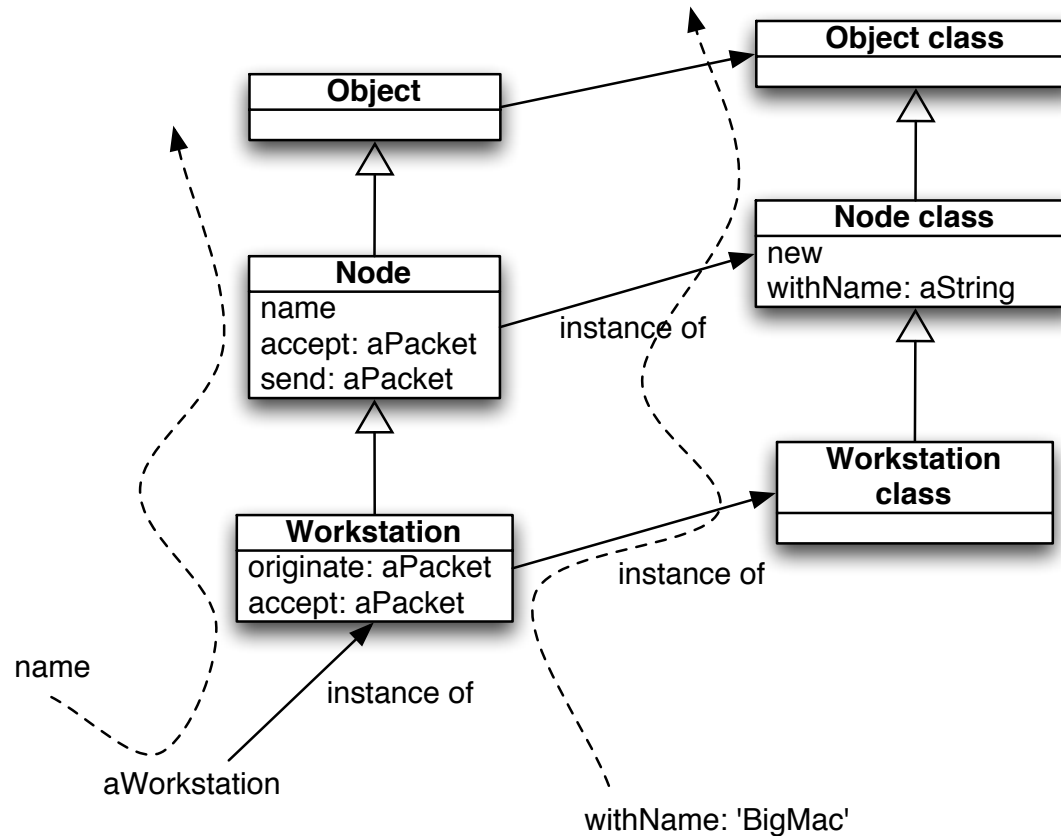 Object class
Object
Node class
new
withName: aString
Node
name
accept: aPacket
send: aPacket
instance of
Workstation
class
Workstation
originate: aPacket
accept: aPacket
instance of
name
instance of
aWorkstation
withName: 'BigMac'